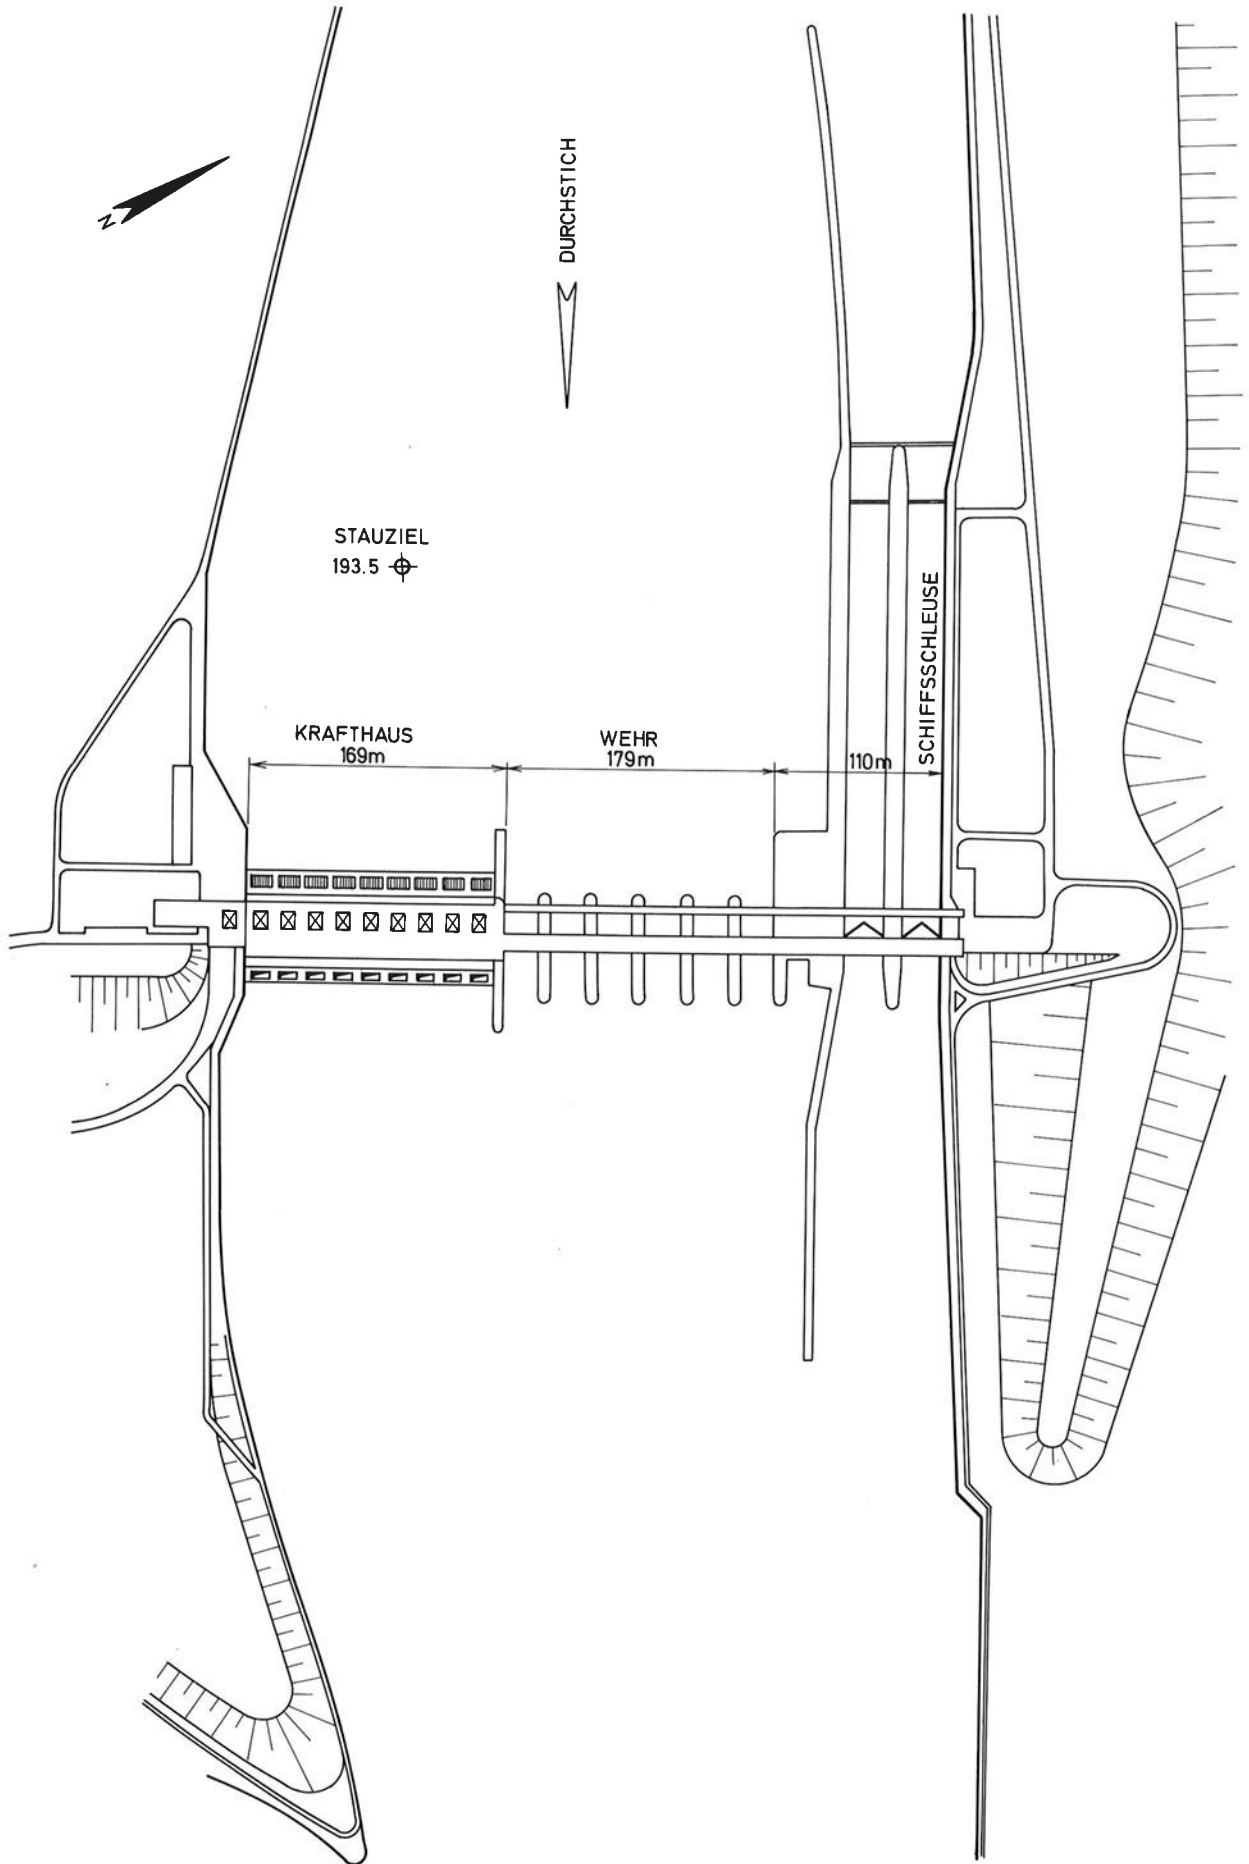 N
DURCHSTICH
STAUZIEL
193.5
SCHIFFSSCHLEUSE
KRAFTHAUS
169m
WEHR
179m
110m